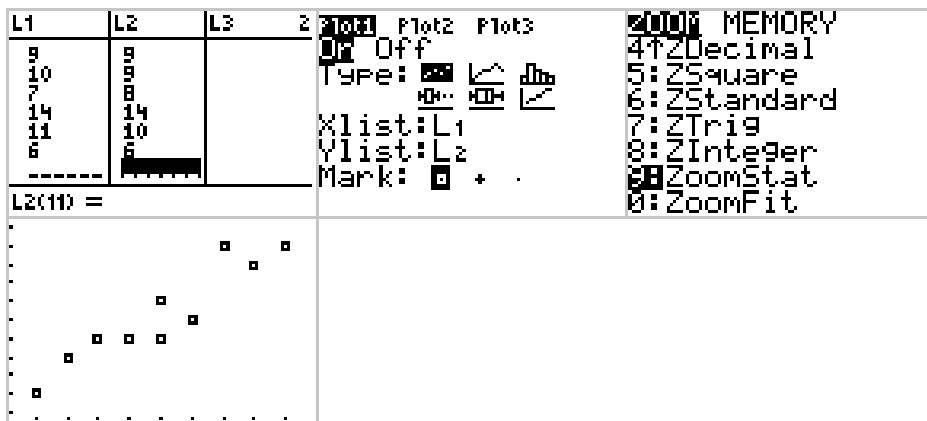 L1 L2 L3 2
9 9
10 9
7 8
14 14
11 10
6 6
------ ------
L2(11) =
Plot1 Plot2 Plot3
On Off
Type:
Xlist:L1
Ylist:L2
Mark: ▫ + ·
ZOOM MEMORY
4↑ZDecimal
5:ZSquare
6:ZStandard
7:ZTrig
8:ZInteger
9:ZoomStat
0:ZoomFit